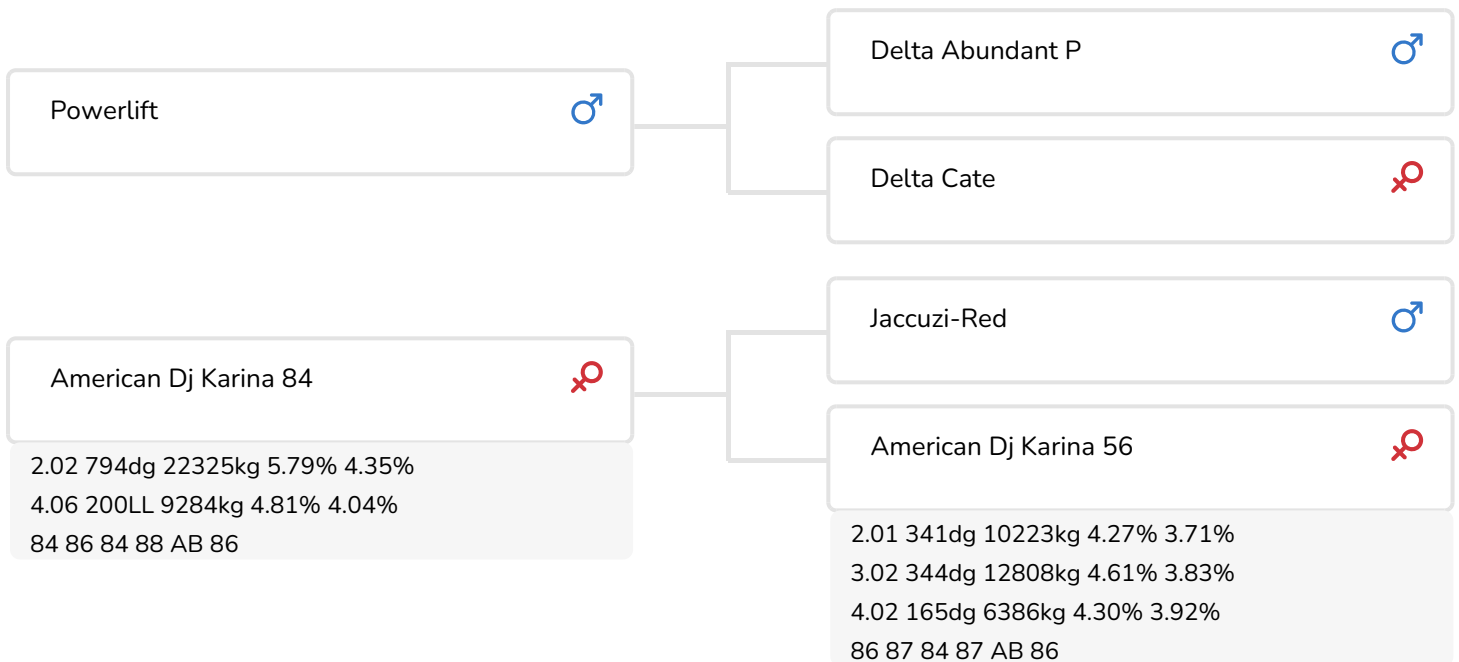 Powerlift
American Dj Karina 84
2.02 794dg 22325kg 5.79% 4.35%
4.06 200LL 9284kg 4.81% 4.04%
84 86 84 88 AB 86
Delta Abundant P
Delta Cate
Jaccuzi-Red
American Dj Karina 56
2.01 341dg 10223kg 4.27% 3.71%
3.02 344dg 12808kg 4.61% 3.83%
4.02 165dg 6386kg 4.30% 3.92%
86 87 84 87 AB 86